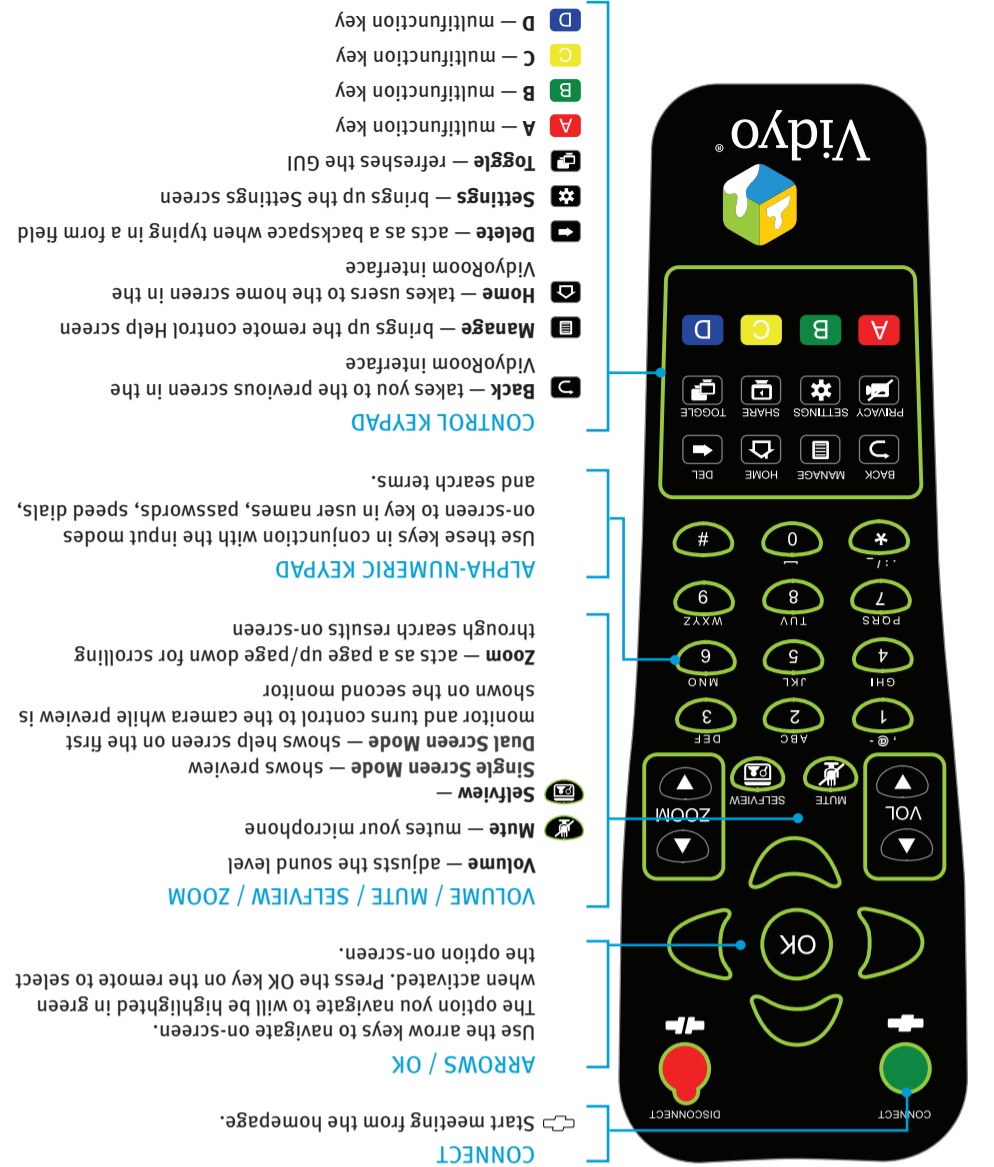 CONNECT
Start meeting from the homepage.
ARROWS / OK
Use the arrow keys to navigate on-screen.
The option you navigate to will be highlighted in green
when activated. Press the OK key on the remote to select
the option on-screen.
VOLUME / MUTE / SELFVIEW / ZOOM
Volume — adjusts the sound level
Mute — mutes your microphone
Selfview —
Single Screen Mode — shows preview
Dual Screen Mode — shows help screen on the first
monitor and turns control to the camera while preview is
shown on the second monitor
Zoom — acts as a page up/page down for scrolling
through search results on-screen
ALPHA-NUMERIC KEYPAD
Use these keys in conjunction with the input modes
on-screen to key in user names, passwords, speed dials,
and search terms.
CONTROL KEYPAD
Back — takes you to the previous screen in the
VidyoRoom interface
Manage — brings up the remote control Help screen
Home — takes users to the home screen in the
VidyoRoom interface
Delete — acts as a backspace when typing in a form field
Settings — brings up the Settings screen
Toggle — refreshes the GUI
A A — multifunction key
B B — multifunction key
C C — multifunction key
D D — multifunction key
CONNECT DISCONNECT
OK
VOL MUTE SELFVIEW ZOOM
.@- ABC DEF
1 2 3
GHI JKL MNO
4 5 6
PQRS TUV WXYZ
7 8 9
.:/_ ⎵
* 0 #
BACK MANAGE HOME DEL
PRIVACY SETTINGS SHARE TOGGLE
A B C D
Vidyo®